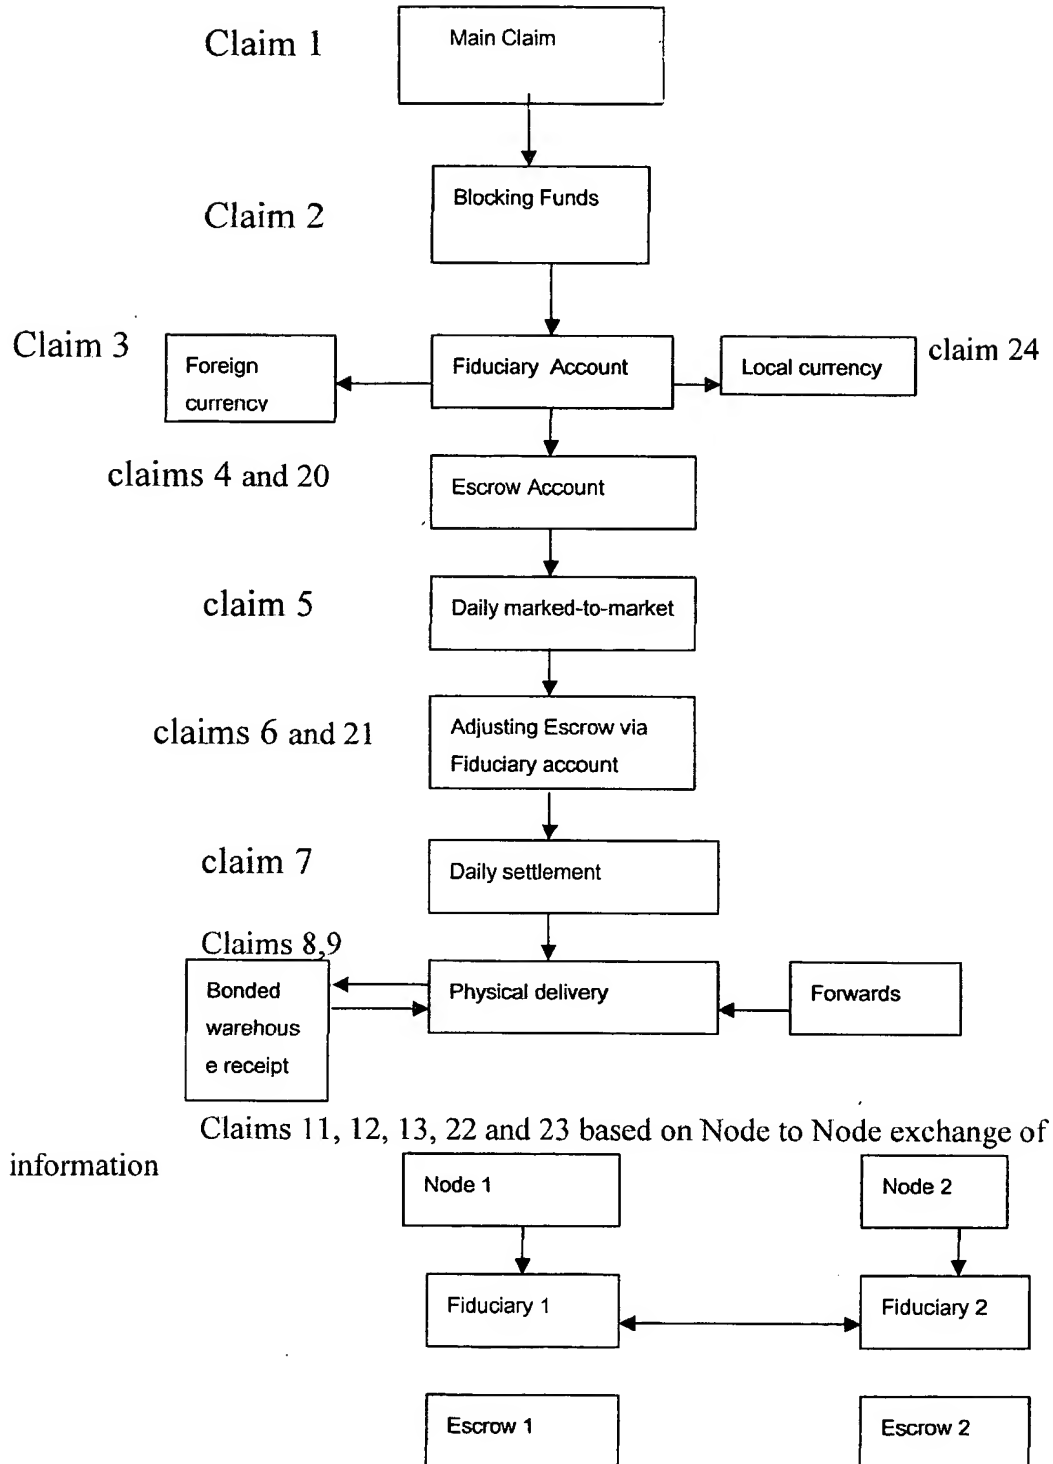 Claim 1
Main Claim
Claim 2
Blocking Funds
Claim 3
Foreign
currency
Fiduciary Account
Local currency
claim 24
claims 4 and 20
Escrow Account
claim 5
Daily marked-to-market
claims 6 and 21
Adjusting Escrow via
Fiduciary account
claim 7
Daily settlement
Claims 8,9
Bonded
warehous
e receipt
Physical delivery
Forwards
Claims 11, 12, 13, 22 and 23 based on Node to Node exchange of
information
Node 1
Node 2
Fiduciary 1
Fiduciary 2
Escrow 1
Escrow 2